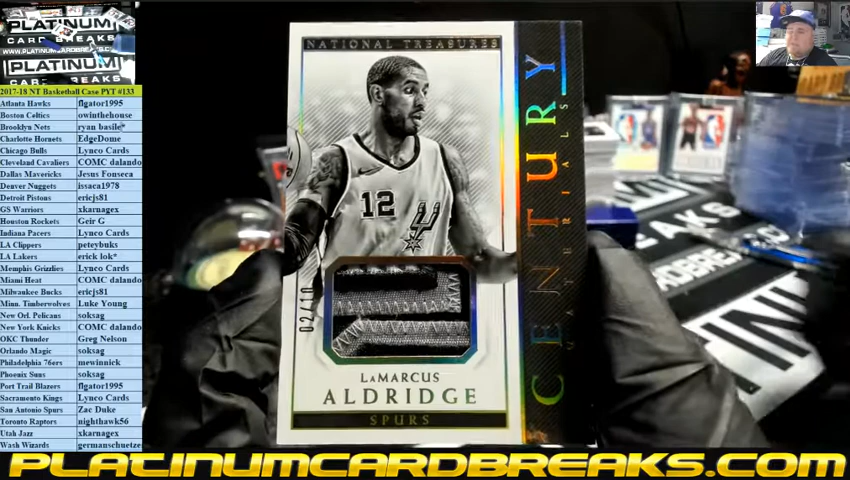 PLATINUM
CARD BREAKS
WWW.PLATINUMCARDBREAKS.COM
PLATINUM
2017-18 NT Basketball Case PYT #133
Atlanta Hawks flgator1995
Boston Celtics owinthehouse
Brooklyn Nets ryan basile*
Charlotte Hornets EdgeDome
Chicago Bulls Lynco Cards
Cleveland Cavaliers COMC dalando
Dallas Mavericks Jesus Fonseca
Denver Nuggets issaca1978
Detroit Pistons ericjs81
GS Warriors xkarnagex
Houston Rockets Geir G
Indiana Pacers Lynco Cards
LA Clippers peteybuks
LA Lakers erick lok*
Memphis Grizzlies Lynco Cards
Miami Heat COMC dalando
Milwaukee Bucks ericjs81
Minn. Timberwolves Luke Young
New Orl. Pelicans soksag
New York Knicks COMC dalando
OKC Thunder Greg Nelson
Orlando Magic soksag
Philadelphia 76ers mewinnick
Phoenix Suns soksag
Port Trail Blazers flgator1995
Sacramento Kings Lynco Cards
San Antonio Spurs Zac Duke
Toronto Raptors nighthawk56
Utah Jazz xkarnagex
Wash Wizards germanschuetze
NATIONAL TREASURES
12
02/10
LAMARCUS
ALDRIDGE
SPURS
CENTURY
MATERIALS
PLATINUMCARDBREAKS.COM